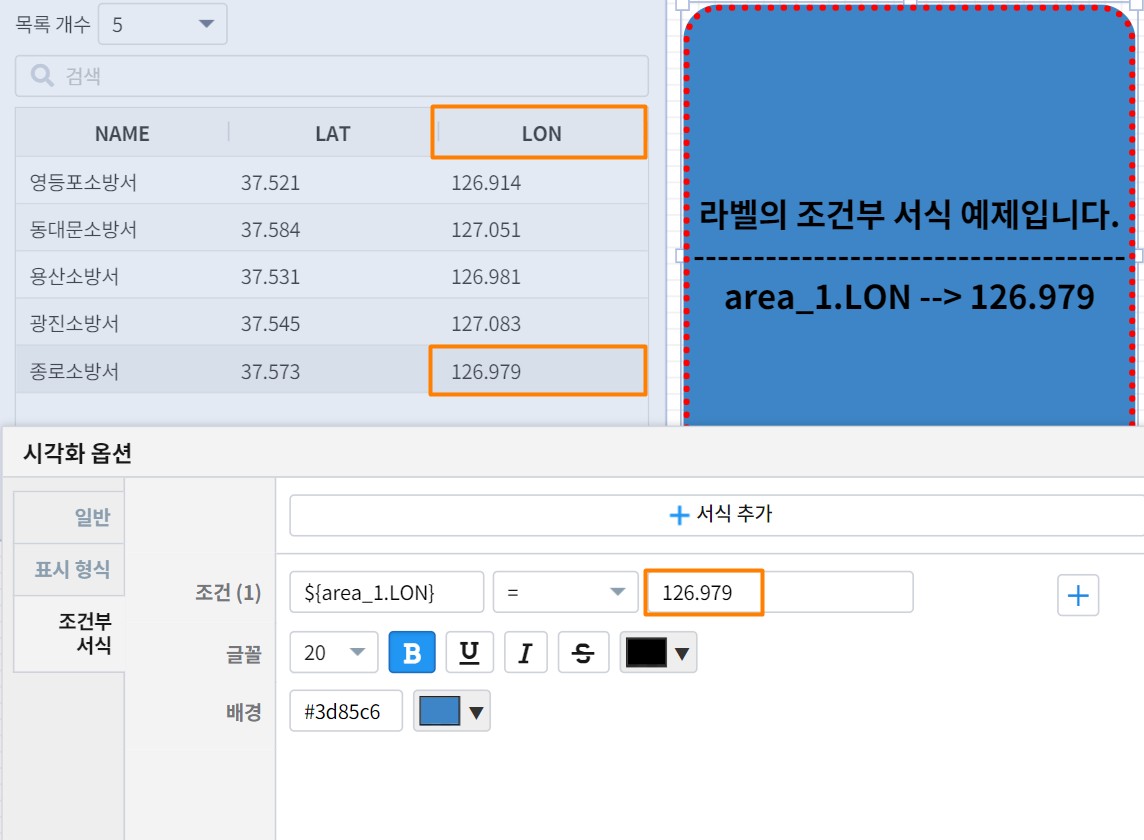 목록 개수 5
검색
NAME LAT LON
영등포소방서 37.521 126.914
동대문소방서 37.584 127.051
용산소방서 37.531 126.981
광진소방서 37.545 127.083
종로소방서 37.573 126.979
라벨의 조건부 서식 예제입니다.
------------------------------------
area_1.LON --> 126.979
시각화 옵션
일반
표시 형식
조건부
서식
+ 서식 추가
조건 (1) ${area_1.LON} = 126.979 +
글꼴 20 B U I S
배경 #3d85c6